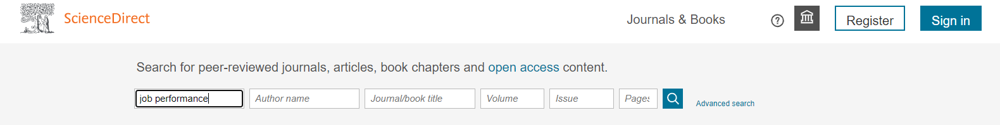 ScienceDirect
Journals & Books
?
Register
Sign in
Search for peer-reviewed journals, articles, book chapters and open access content.
job performance
Author name
Journal/book title
Volume
Issue
Pages
Advanced search